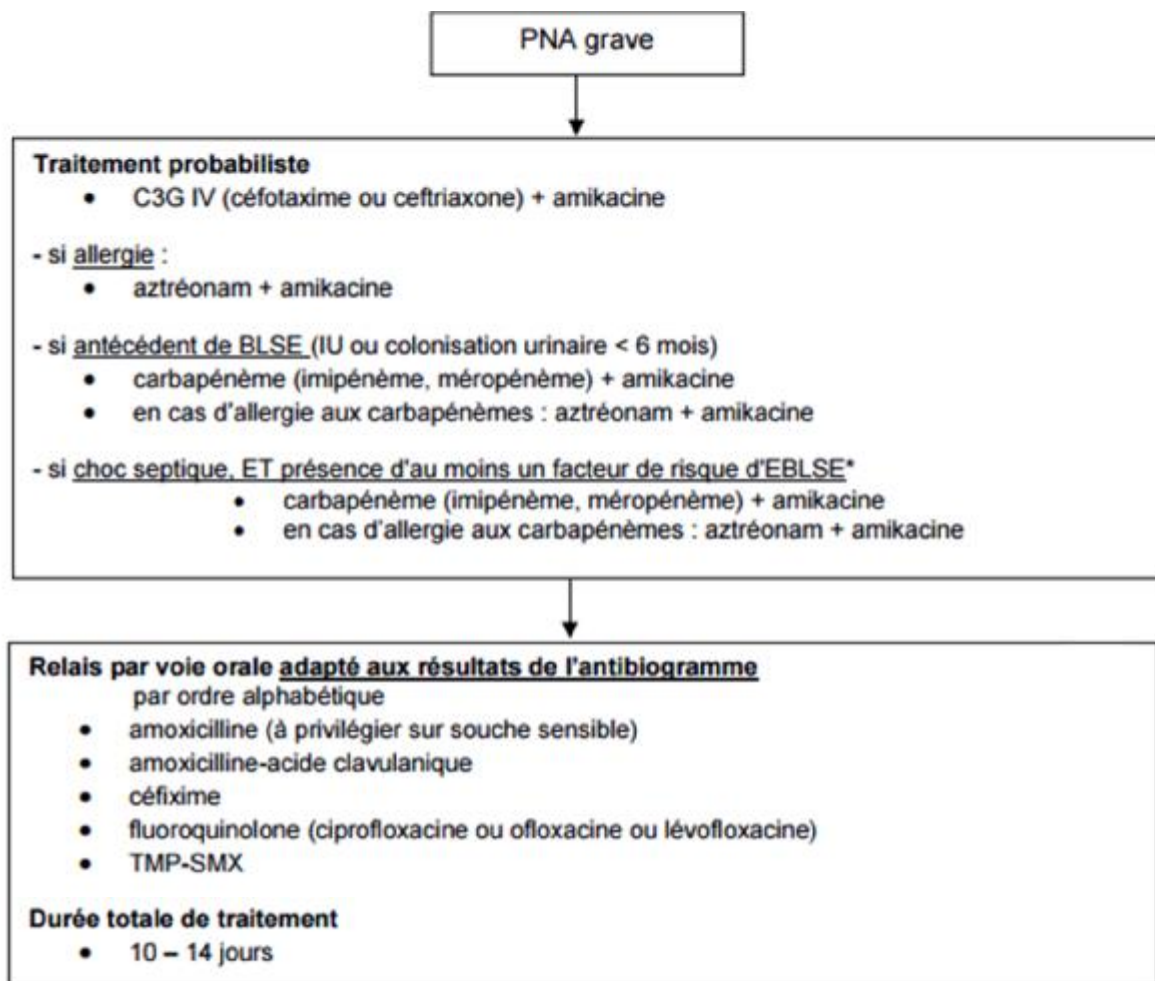 PNA grave
Traitement probabiliste
• C3G IV (céfotaxime ou ceftriaxone) + amikacine
- si allergie :
• aztréonam + amikacine
- si antécédent de BLSE (IU ou colonisation urinaire < 6 mois)
• carbapénème (imipénème, méropénème) + amikacine
• en cas d'allergie aux carbapénèmes : aztréonam + amikacine
- si choc septique, ET présence d'au moins un facteur de risque d'EBLSE*
• carbapénème (imipénème, méropénème) + amikacine
• en cas d'allergie aux carbapénèmes : aztréonam + amikacine
Relais par voie orale adapté aux résultats de l'antibiogramme
par ordre alphabétique
• amoxicilline (à privilégier sur souche sensible)
• amoxicilline-acide clavulanique
• céfixime
• fluoroquinolone (ciprofloxacine ou ofloxacine ou lévofloxacine)
• TMP-SMX
Durée totale de traitement
• 10 – 14 jours